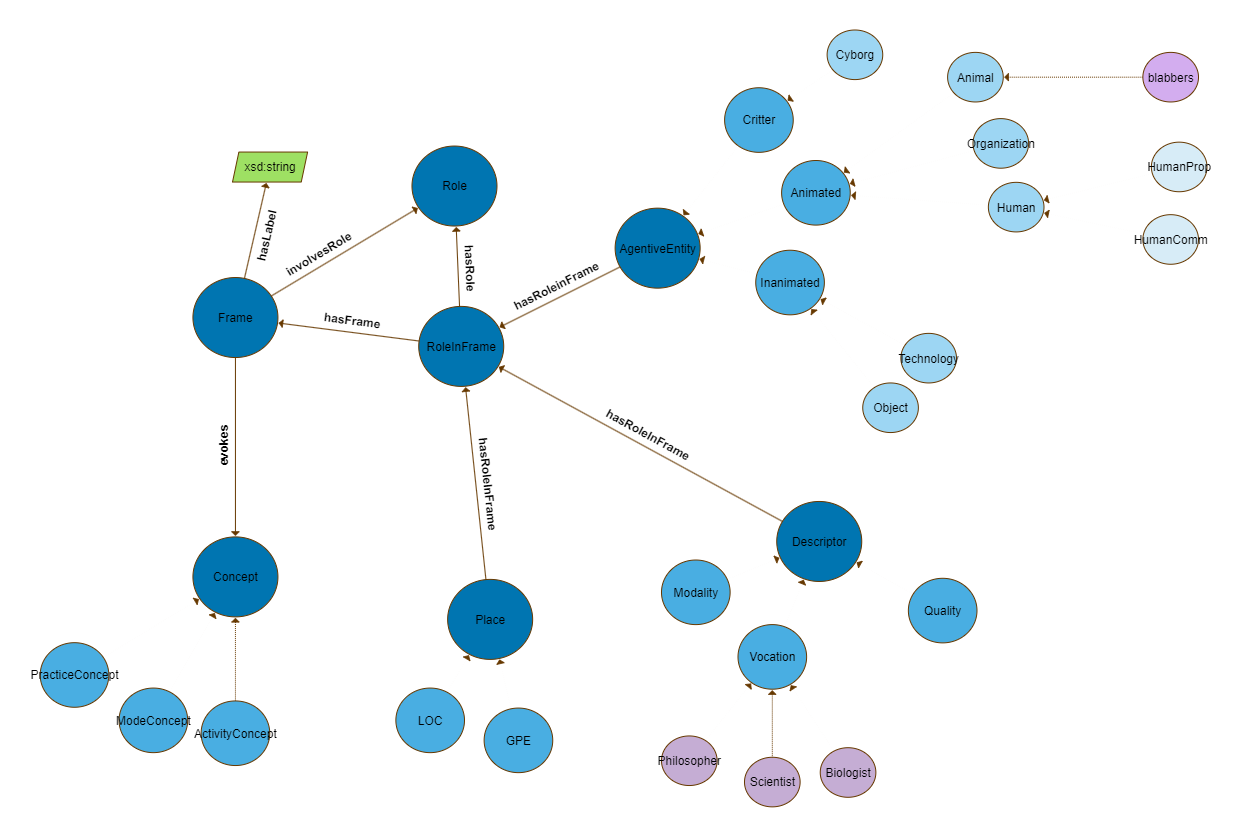 Cyborg
Animal
blabbers
Critter
Organization
xsd:string
HumanProp
Role
Animated
Human
hasLabel
involvesRole
HumanComm
AgentiveEntity
hasRole
hasRoleinFrame
Inanimated
Frame
hasFrame
RoleInFrame
Technology
Object
hasRoleInFrame
evokes
hasRoleInFrame
Descriptor
Concept
Modality
Quality
Place
Vocation
PracticeConcept
ModeConcept
ActivityConcept
LOC
GPE
Philosopher
Scientist
Biologist